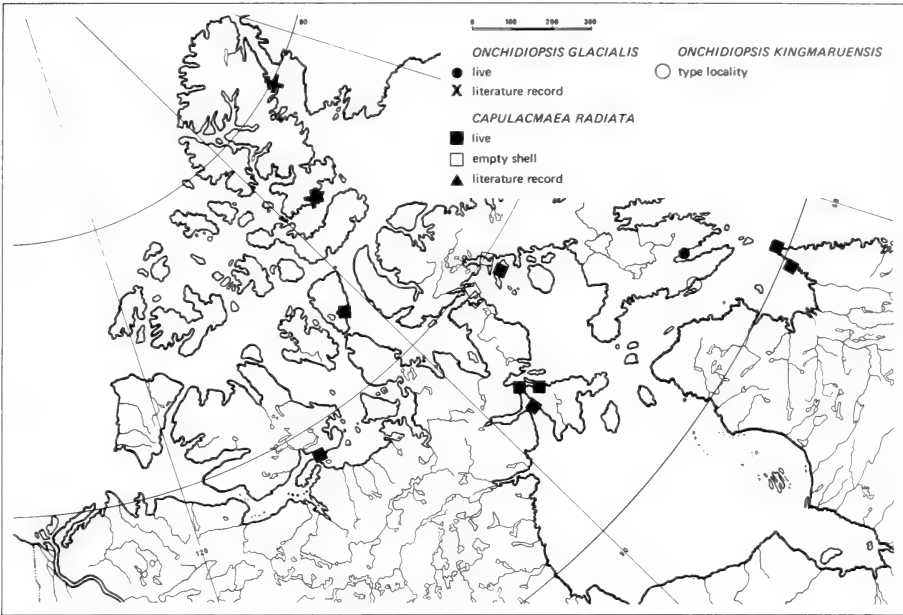 0 100 200 300
80
ONCHIDIOPSIS GLACIALIS
live
literature record
ONCHIDIOPSIS KINGMARUENSIS
type locality
CAPULACMAEA RADIATA
live
empty shell
literature record
120